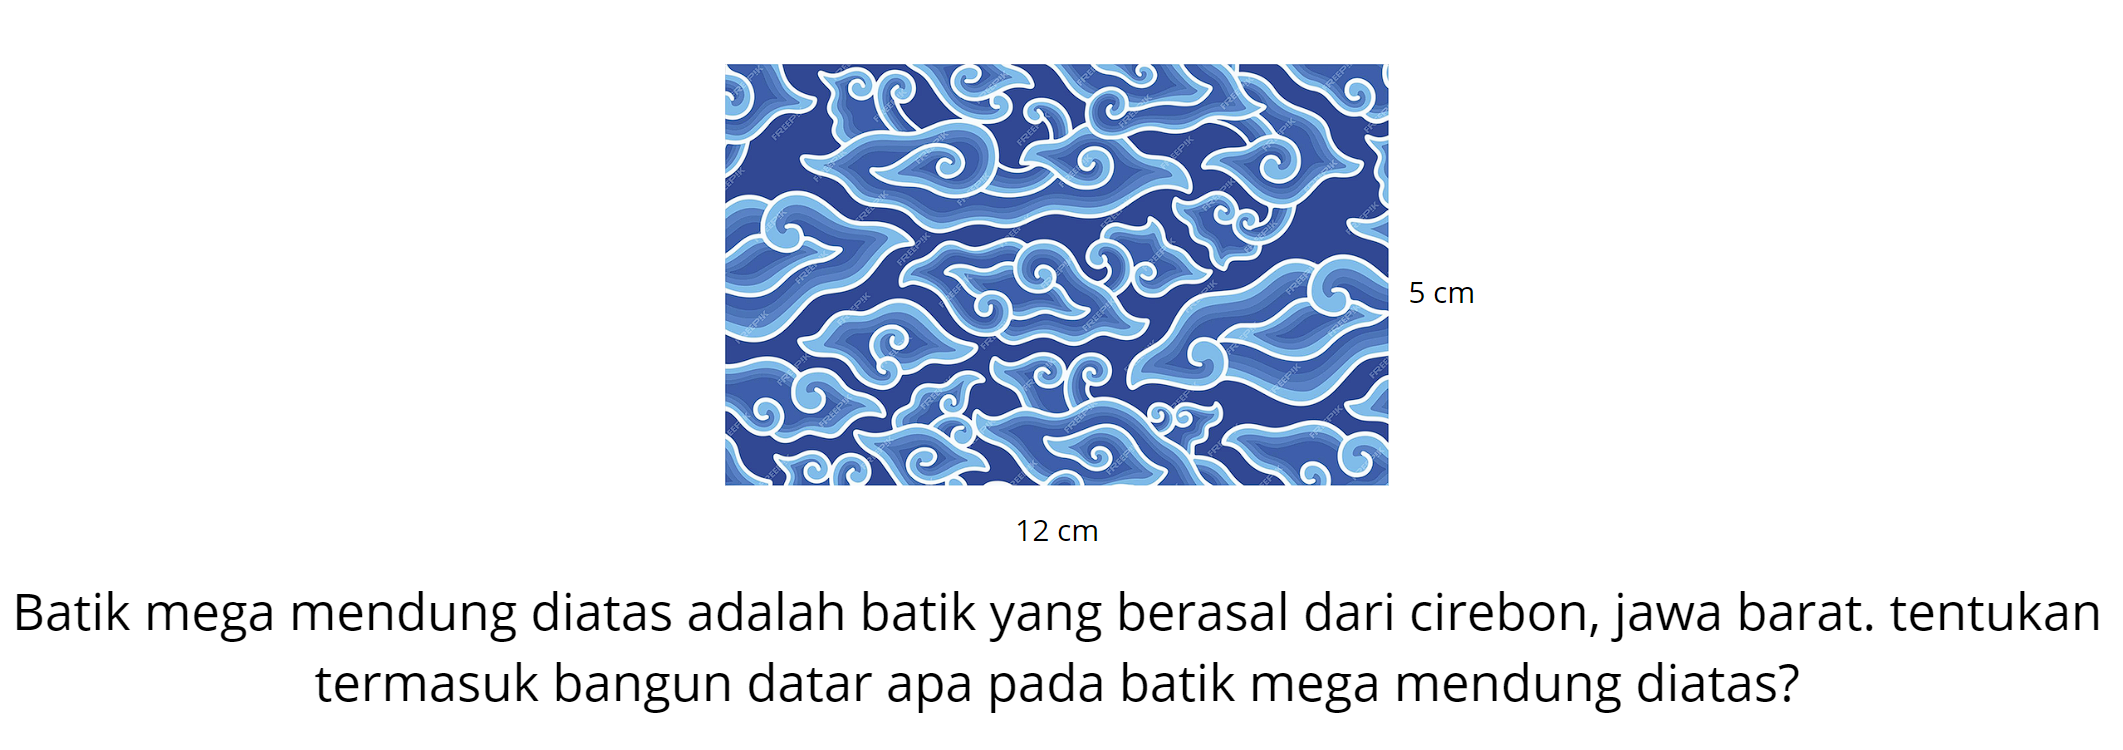 5 cm
12 cm
Batik mega mendung diatas adalah batik yang berasal dari cirebon, jawa barat. tentukan
termasuk bangun datar apa pada batik mega mendung diatas?